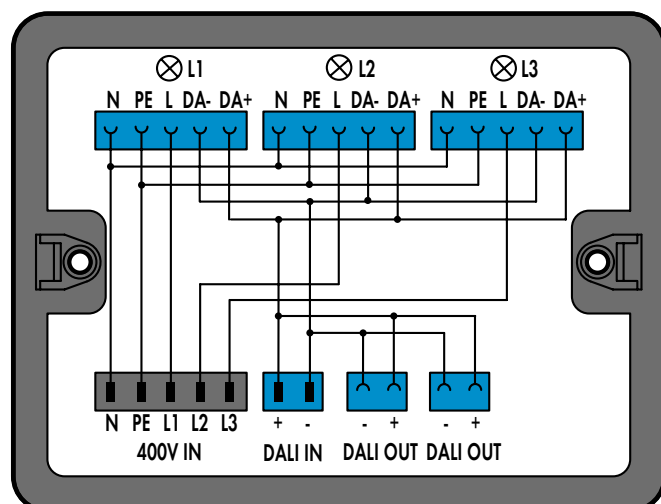 L1 L2 L3
N PE L DA- DA+ N PE L DA- DA+ N PE L DA- DA+
N PE L1 L2 L3 + - - + - +
400V IN DALI IN DALI OUT DALI OUT